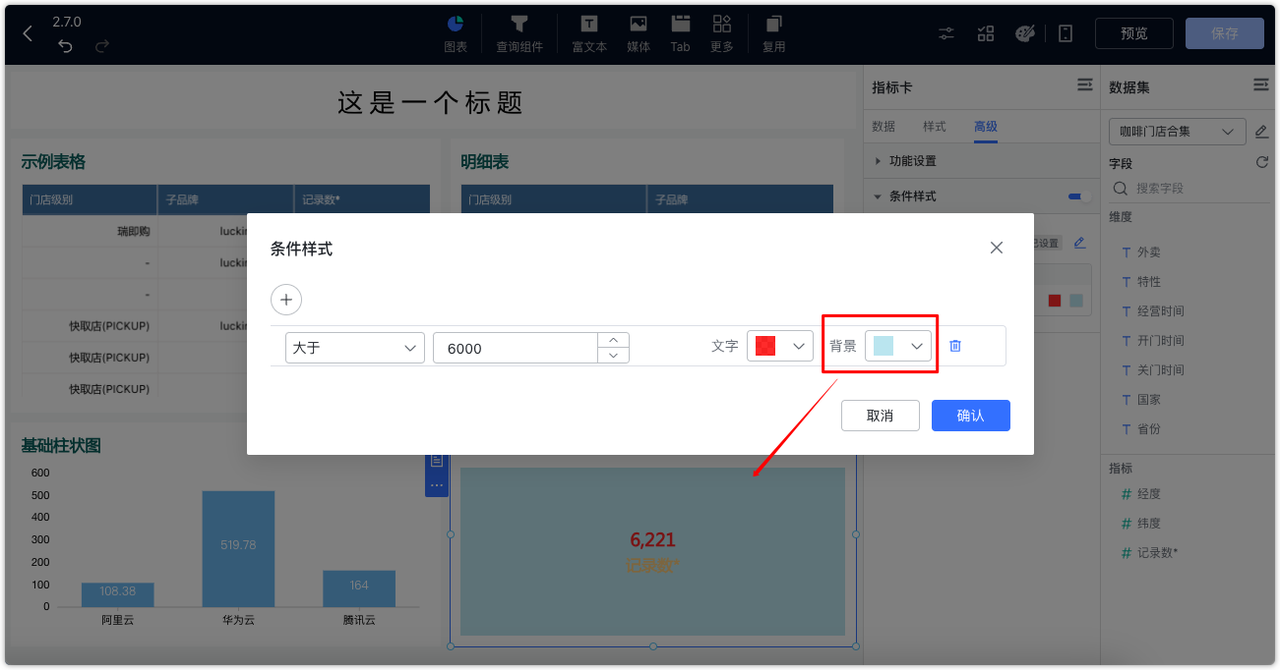 2.7.0
图表
查询组件
富文本
媒体
Tab
更多
复用
预览
保存
这是一个标题
示例表格
门店级别 子品牌 记录数*
瑞即购 luckin
-
luckin
-
快取店(PICKUP) luckin
快取店(PICKUP)
快取店(PICKUP)
明细表
门店级别 子品牌
条件样式
大于 6000 文字 背景
取消 确认
基础柱状图
600
500
400
300
200
100
0
108.38
519.78
164
阿里云 华为云 腾讯云
6,221
记录数*
指标卡
数据 样式 高级
功能设置
条件样式
已设置
数据集
咖啡门店合集
字段
搜索字段
维度
T 外卖
T 特性
T 经营时间
T 开门时间
T 关门时间
T 国家
T 省份
指标
# 经度
# 纬度
# 记录数*